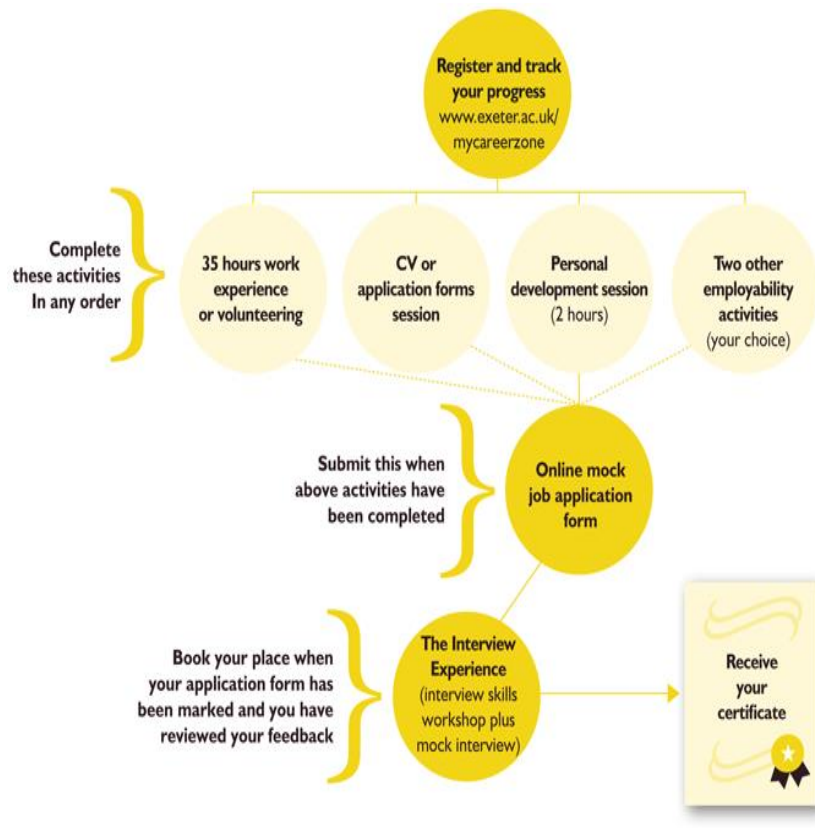 Register and track
your progress
www.exeter.ac.uk/
mycareerzone
Complete
these activities
In any order
35 hours work
experience
or volunteering
CV or
application forms
session
Personal
development session
(2 hours)
Two other
employability
activities
(your choice)
Submit this when
above activities have
been completed
Online mock
job application
form
Book your place when
your application form has
been marked and you have
reviewed your feedback
The Interview
Experience
(interview skills
workshop plus
mock interview)
Receive
your
certificate